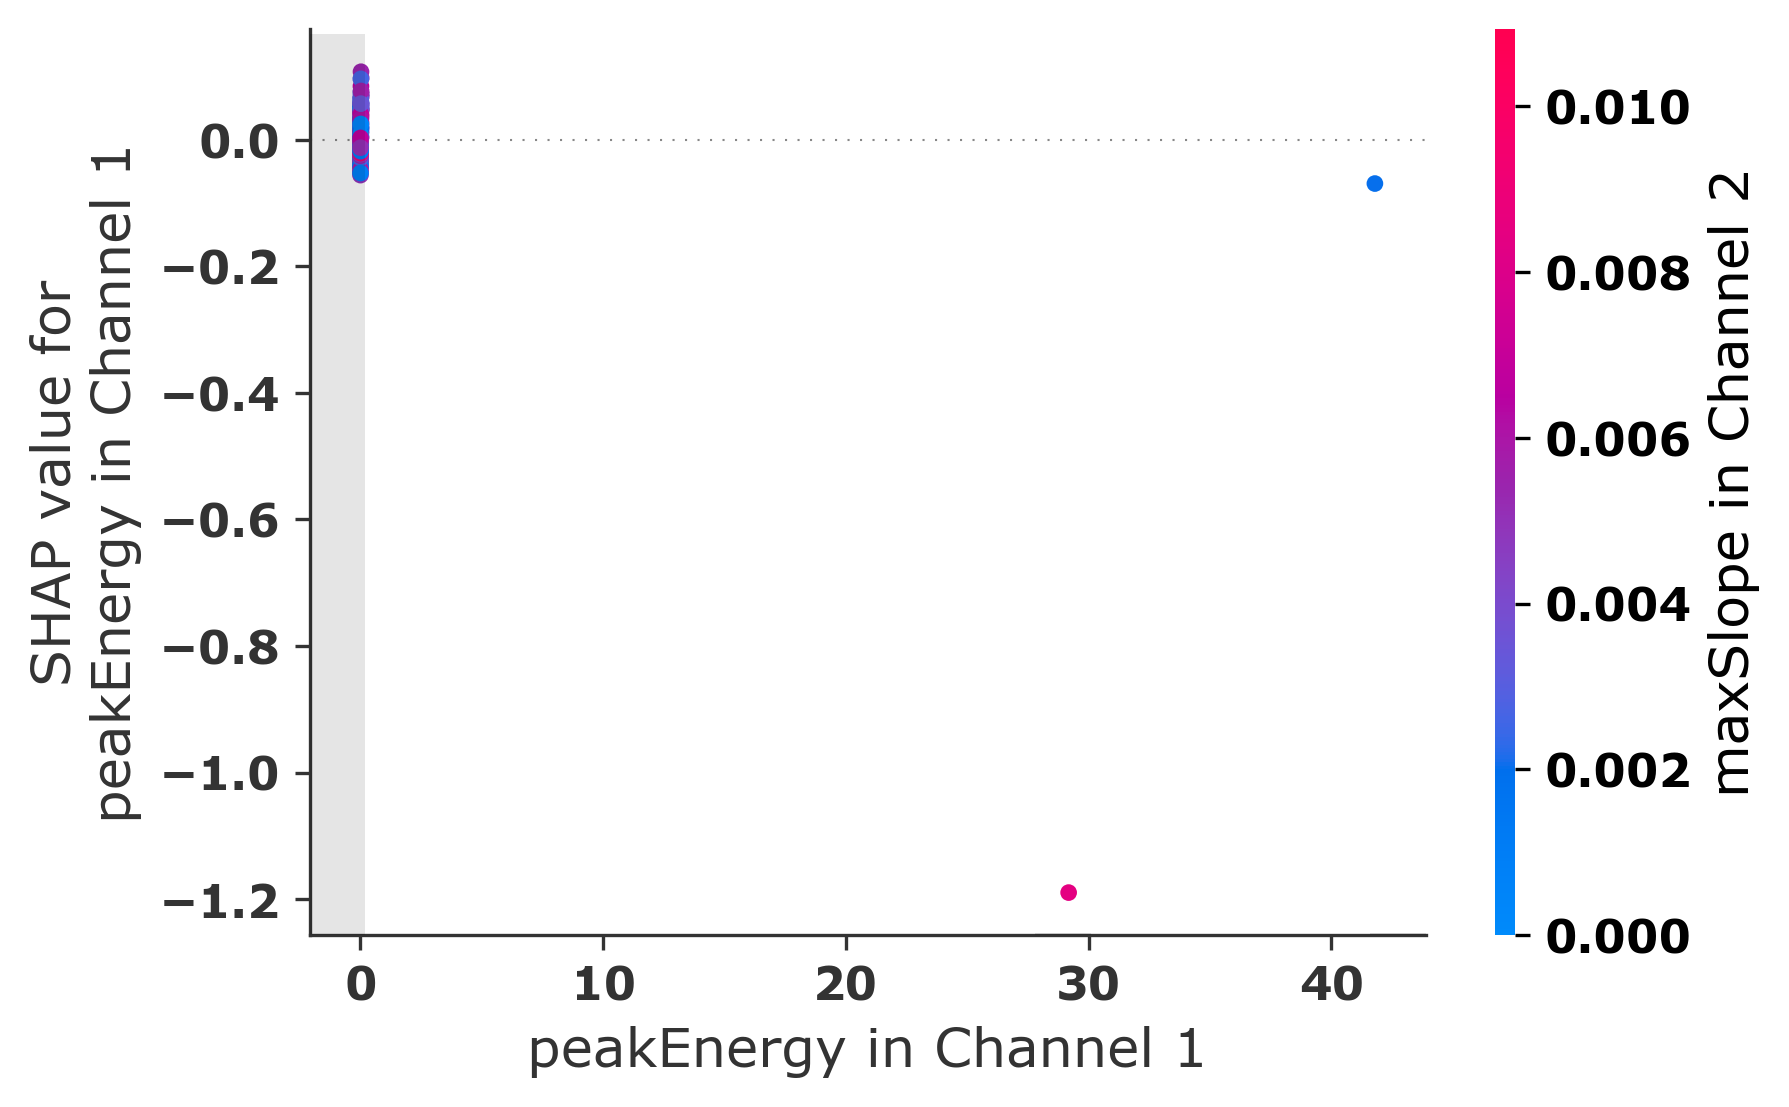 SHAP value for
peakEnergy in Channel 1
0.0
−0.2
−0.4
−0.6
−0.8
−1.0
−1.2
0 10 20 30 40
peakEnergy in Channel 1
0.010
0.008
0.006
0.004
0.002
0.000
maxSlope in Channel 2